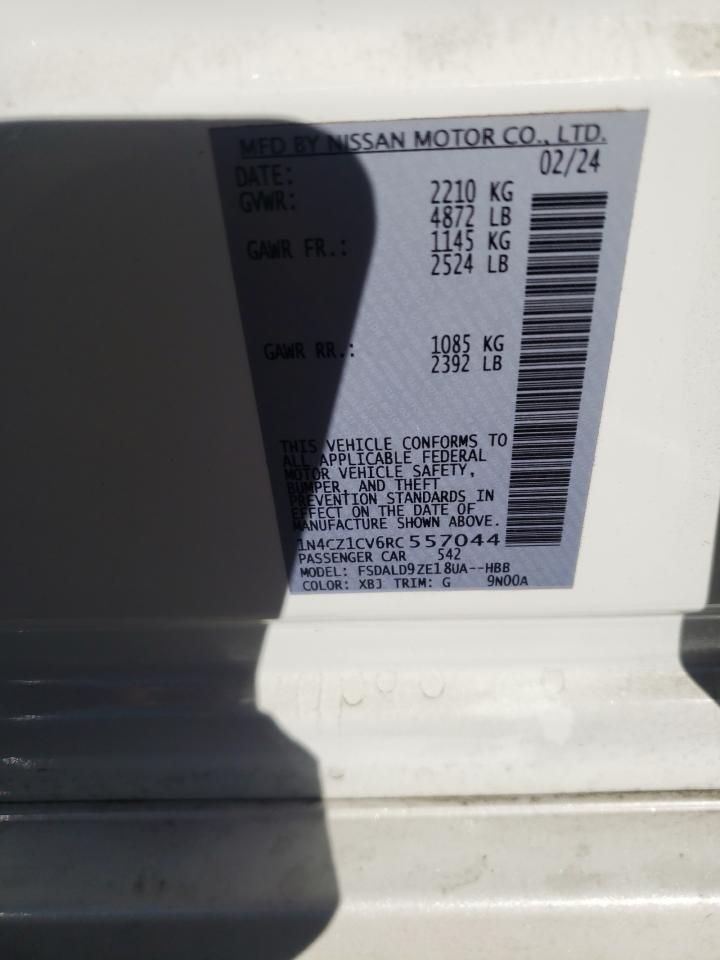 MFD BY NISSAN MOTOR CO., LTD.
DATE: 02/24
GVWR: 2210 KG
4872 LB
GAWR FR.: 1145 KG
2524 LB
GAWR RR.: 1085 KG
2392 LB
THIS VEHICLE CONFORMS TO
ALL APPLICABLE FEDERAL
MOTOR VEHICLE SAFETY,
BUMPER, AND THEFT
PREVENTION STANDARDS IN
EFFECT ON THE DATE OF
MANUFACTURE SHOWN ABOVE.
1N4CZ1CV6RC557044
PASSENGER CAR 542
MODEL: FSDALD9ZE18UA--HBB
COLOR: XBJ TRIM: G 9N00A